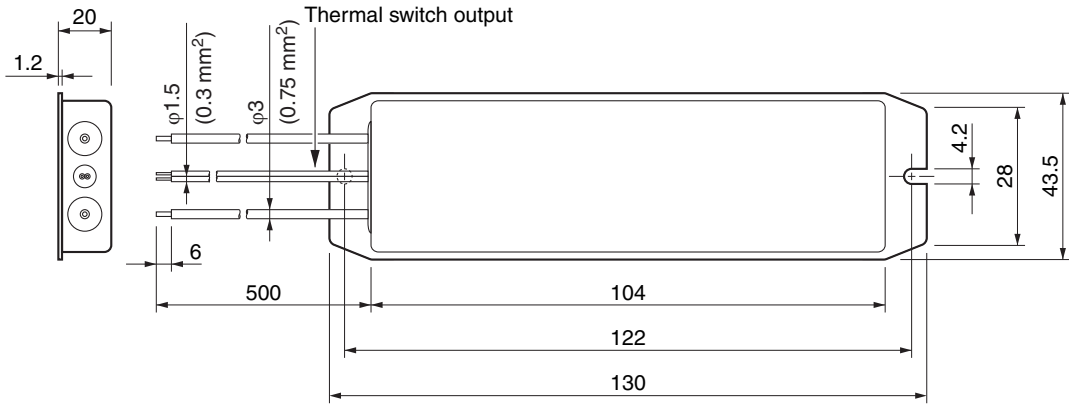 Thermal switch output
20
1.2
φ1.5
(0.3 mm²)
φ3
(0.75 mm²)
4.2
28
43.5
6
500
104
122
130